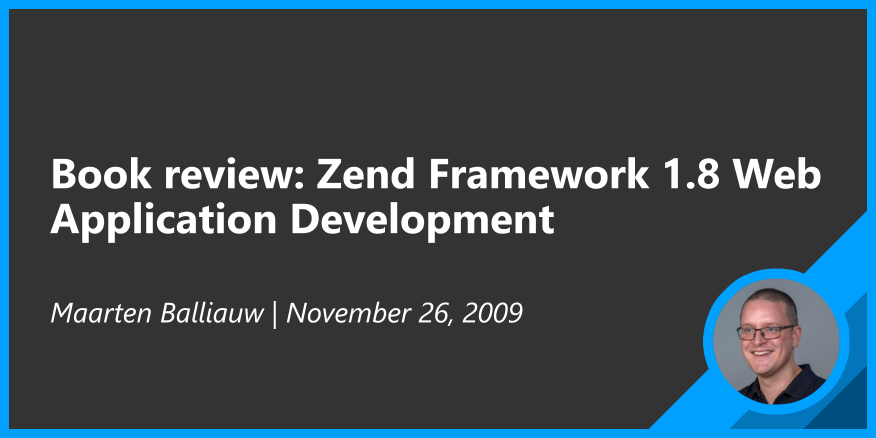 Book review: Zend Framework 1.8 Web
Application Development
Maarten Balliauw | November 26, 2009